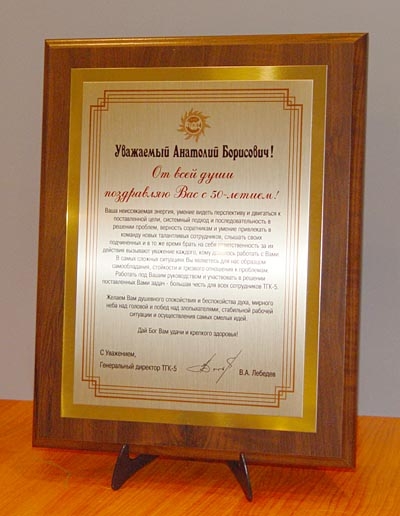 Уважаемый Анатолий Борисович!
От всей души
поздравляю Вас с 50-летием!
Ваша неиссякаемая энергия, умение видеть перспективу и двигаться к
поставленной цели, системный подход и последовательность в
решении проблем, верность соратникам и умение привлекать в
команду новых талантливых сотрудников, слышать своих
подчинённых и в то же время брать на себя ответственность за их
действия вызывают уважение каждого, кому довелось работать с Вами.
В самых сложных ситуациях Вы являетесь для нас образцом
самообладания, стойкости и трезвого отношения к проблемам.
Работать под Вашим руководством и участвовать в решении
поставленных Вами задач - большая честь для всех сотрудников ТГК-5.
Желаем Вам душевного спокойствия и беспокойства духа, мирного
неба над головой и побед над злопыхателями, стабильной рабочей
ситуации и осуществления самых смелых идей.
Дай Бог Вам удачи и крепкого здоровья!
С Уважением,
Генеральный директор ТГК-5 В.А. Лебедев